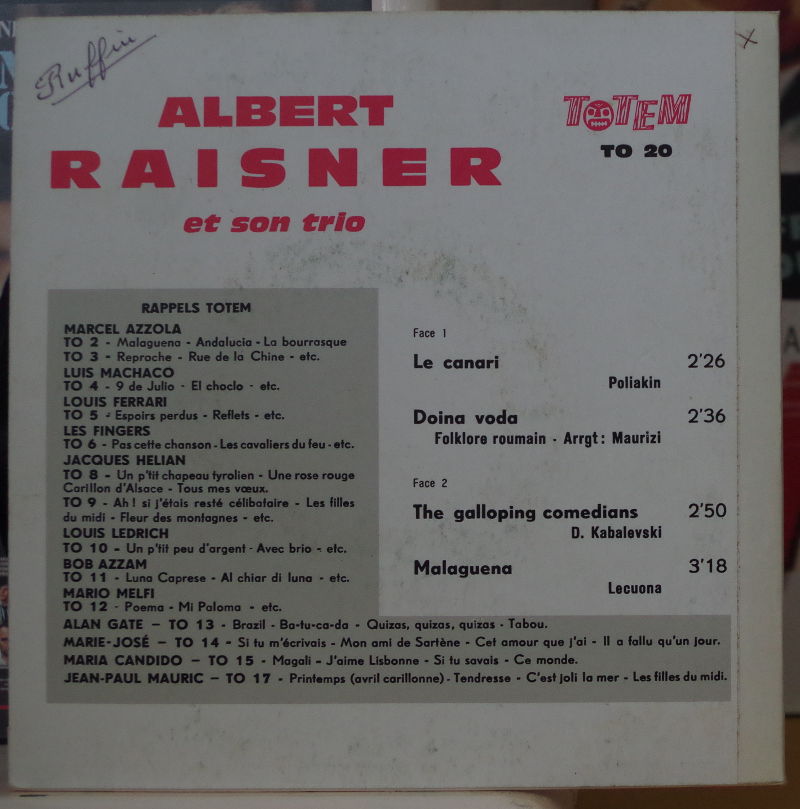 Ruffin
x
ALBERT
RAISNER
et son trio
TOTEM
TO 20
RAPPELS TOTEM
MARCEL AZZOLA
TO 2 - Malaguena - Andalucia - La bourrasque
TO 3 - Reproche - Rue de la Chine - etc.
LUIS MACHACO
TO 4 - 9 de Julio - El choclo - etc.
LOUIS FERRARI
TO 5 - Espoirs perdus - Reflets - etc.
LES FINGERS
TO 6 - Pas cette chanson - Les cavaliers du feu - etc.
JACQUES HELIAN
TO 8 - Un p'tit chapeau tyrolien - Une rose rouge
Carillon d'Alsace - Tous mes vœux.
TO 9 - Ah ! si j'étais resté célibataire - Les filles
du midi - Fleur des montagnes - etc.
LOUIS LEDRICH
TO 10 - Un p'tit peu d'argent - Avec brio - etc.
BOB AZZAM
TO 11 - Luna Caprese - Al chiar di luna - etc.
MARIO MELFI
TO 12 - Poema - Mi Paloma - etc.
ALAN GATE — TO 13 - Brazil - Ba-tu-ca-da - Quizas, quizas, quizas - Tabou.
MARIE-JOSÉ — TO 14 - Si tu m'écrivais - Mon ami de Sartène - Cet amour que j'ai - Il a fallu qu'un jour.
MARIA CANDIDO — TO 15 - Magali - J'aime Lisbonne - Si tu savais - Ce monde.
JEAN-PAUL MAURIC — TO 17 - Printemps (avril carillonne) - Tendresse - C'est joli la mer - Les filles du midi.
Face 1
Le canari 2'26
Poliakin
Doina voda 2'36
Folklore roumain - Arrgt : Maurizi
Face 2
The galloping comedians 2'50
D. Kabalevski
Malaguena 3'18
Lecuona